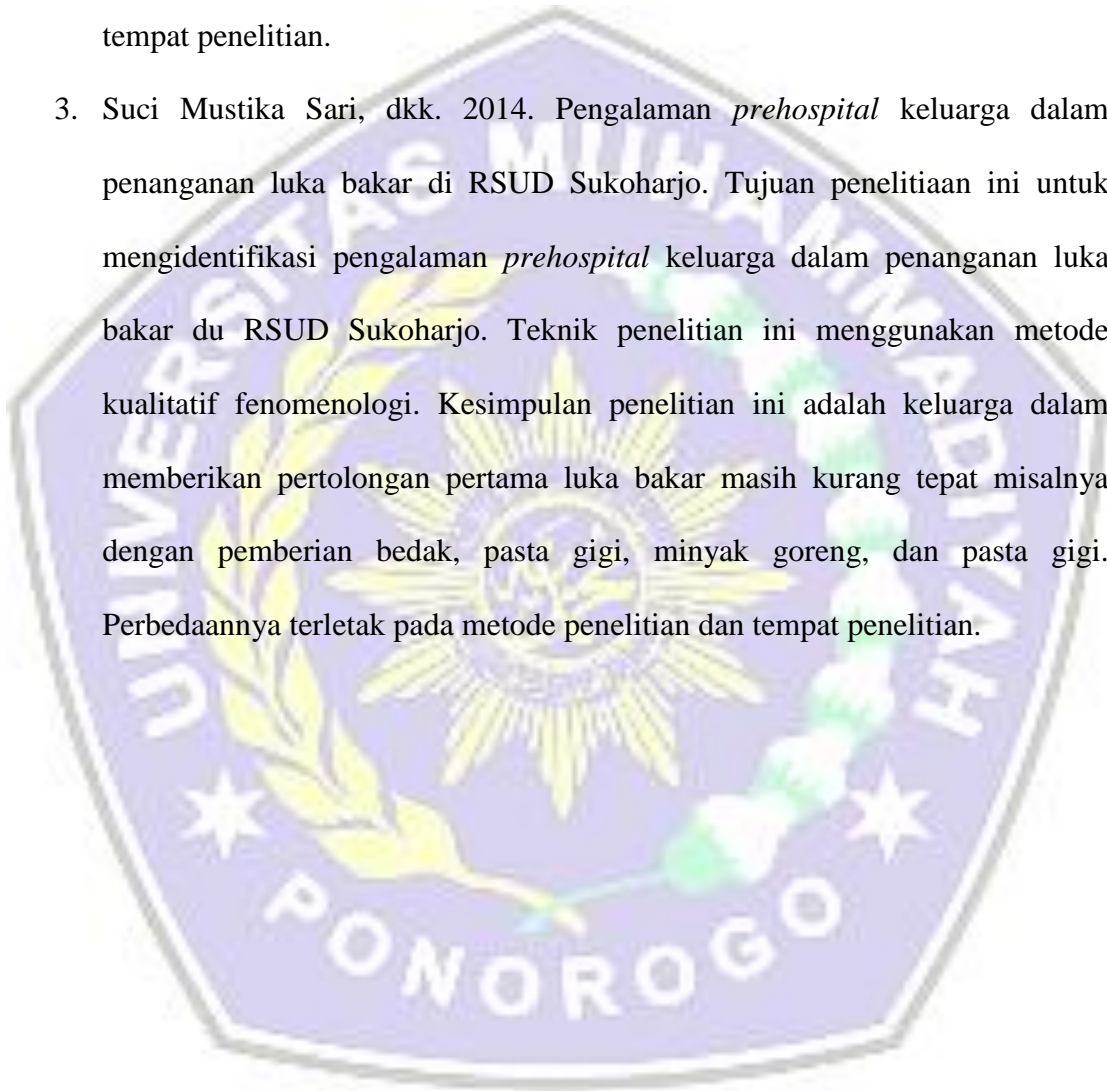 tempat penelitian.
3. Suci Mustika Sari, dkk. 2014. Pengalaman prehospital keluarga dalam
penanganan luka bakar di RSUD Sukoharjo. Tujuan penelitiaan ini untuk
mengidentifikasi pengalaman prehospital keluarga dalam penanganan luka
bakar du RSUD Sukoharjo. Teknik penelitian ini menggunakan metode
kualitatif fenomenologi. Kesimpulan penelitian ini adalah keluarga dalam
memberikan pertolongan pertama luka bakar masih kurang tepat misalnya
dengan pemberian bedak, pasta gigi, minyak goreng, dan pasta gigi.
Perbedaannya terletak pada metode penelitian dan tempat penelitian.
UNIVERSITAS MUHAMMADIYAH
PONOROGO